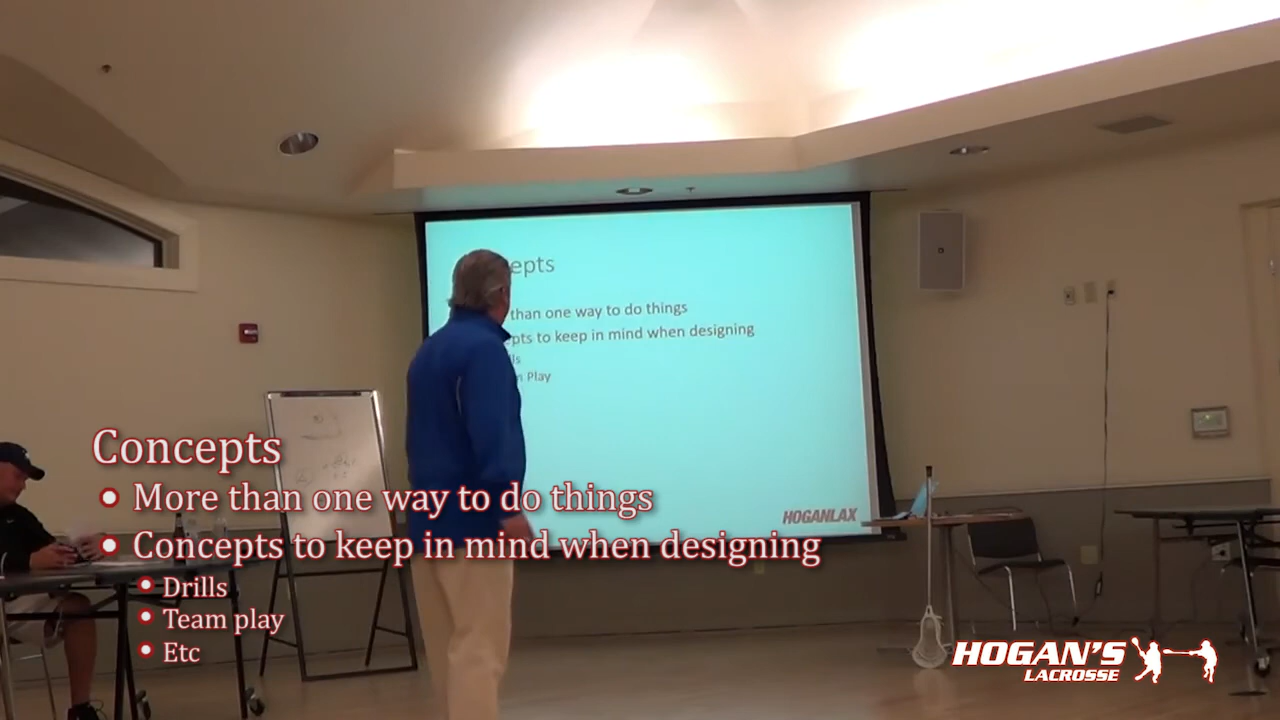 epts
than one way to do things
pts to keep in mind when designing
ls
Play
HOGANLAX
Concepts
More than one way to do things
Concepts to keep in mind when designing
Drills
Team play
Etc
HOGAN'S
LACROSSE